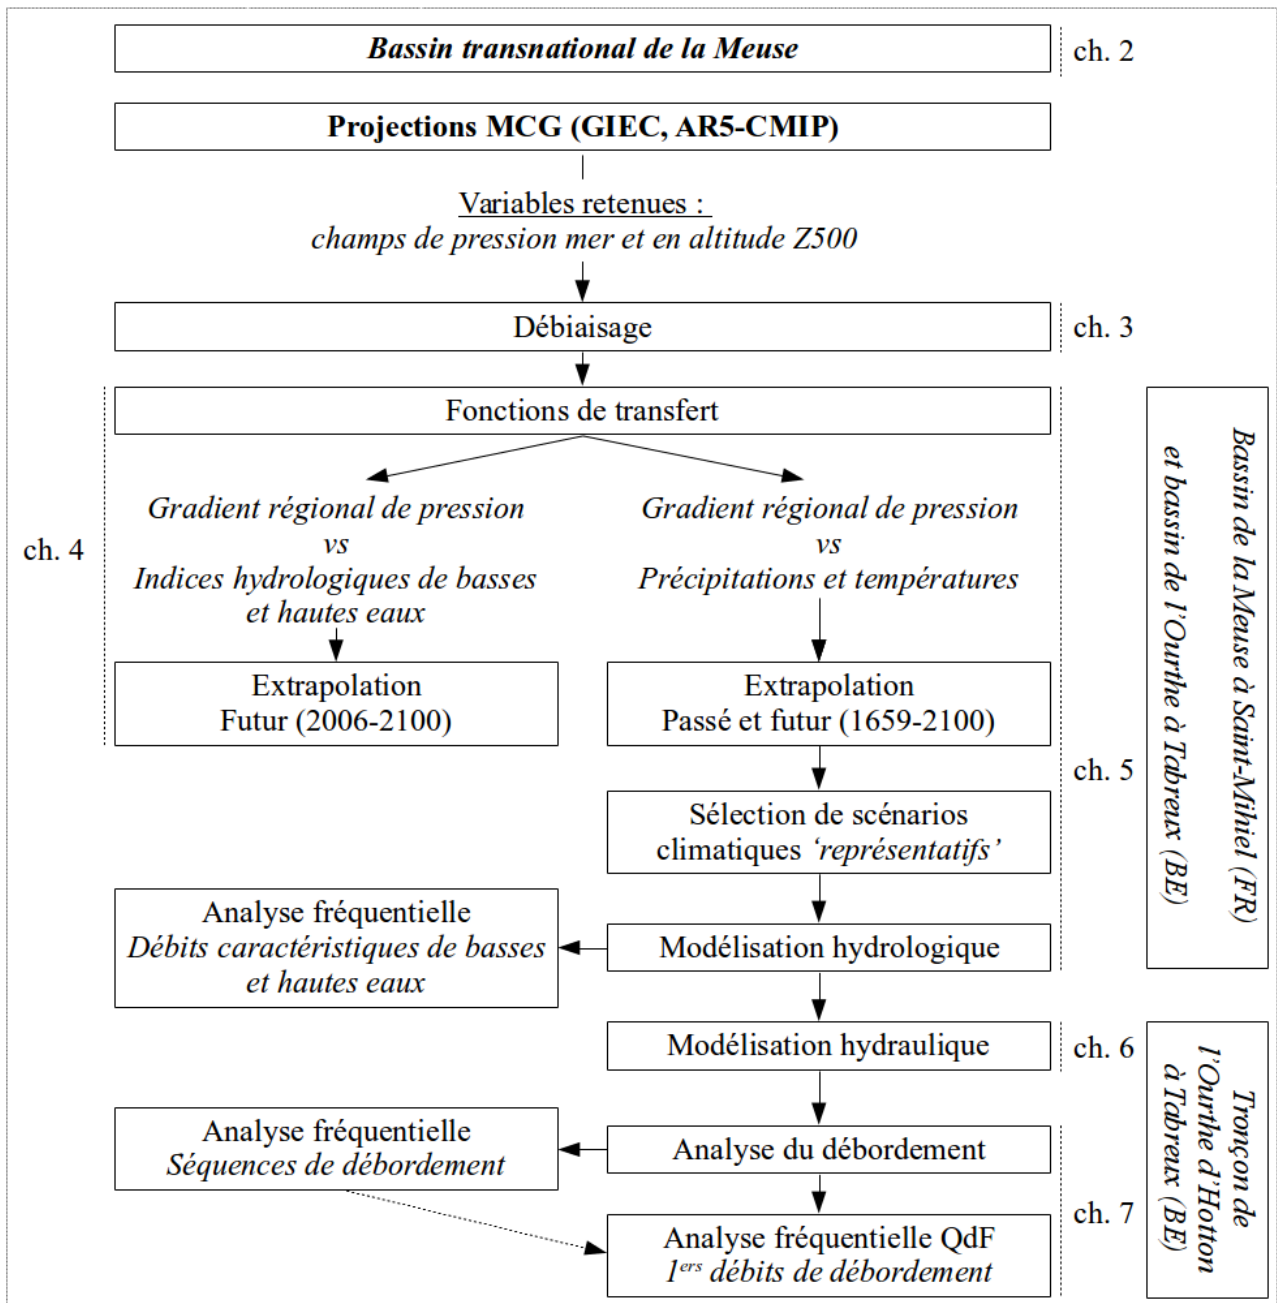 Bassin transnational de la Meuse
ch. 2
Projections MCG (GIEC, AR5-CMIP)
Variables retenues :
champs de pression mer et en altitude Z500
Débiaisage
ch. 3
Fonctions de transfert
ch. 4
Gradient régional de pression
vs
Indices hydrologiques de basses
et hautes eaux
Gradient régional de pression
vs
Précipitations et températures
Extrapolation
Futur (2006-2100)
Extrapolation
Passé et futur (1659-2100)
ch. 5
Bassin de la Meuse à Saint-Mihiel (FR)
et bassin de l’Ourthe à Tabreux (BE)
Sélection de scénarios
climatiques ‘représentatifs’
Analyse fréquentielle
Débits caractéristiques de basses
et hautes eaux
Modélisation hydrologique
Modélisation hydraulique
ch. 6
Tronçon de
l’Ourthe d’Hotton
à Tabreux (BE)
Analyse fréquentielle
Séquences de débordement
Analyse du débordement
ch. 7
Analyse fréquentielle QdF
1ers débits de débordement